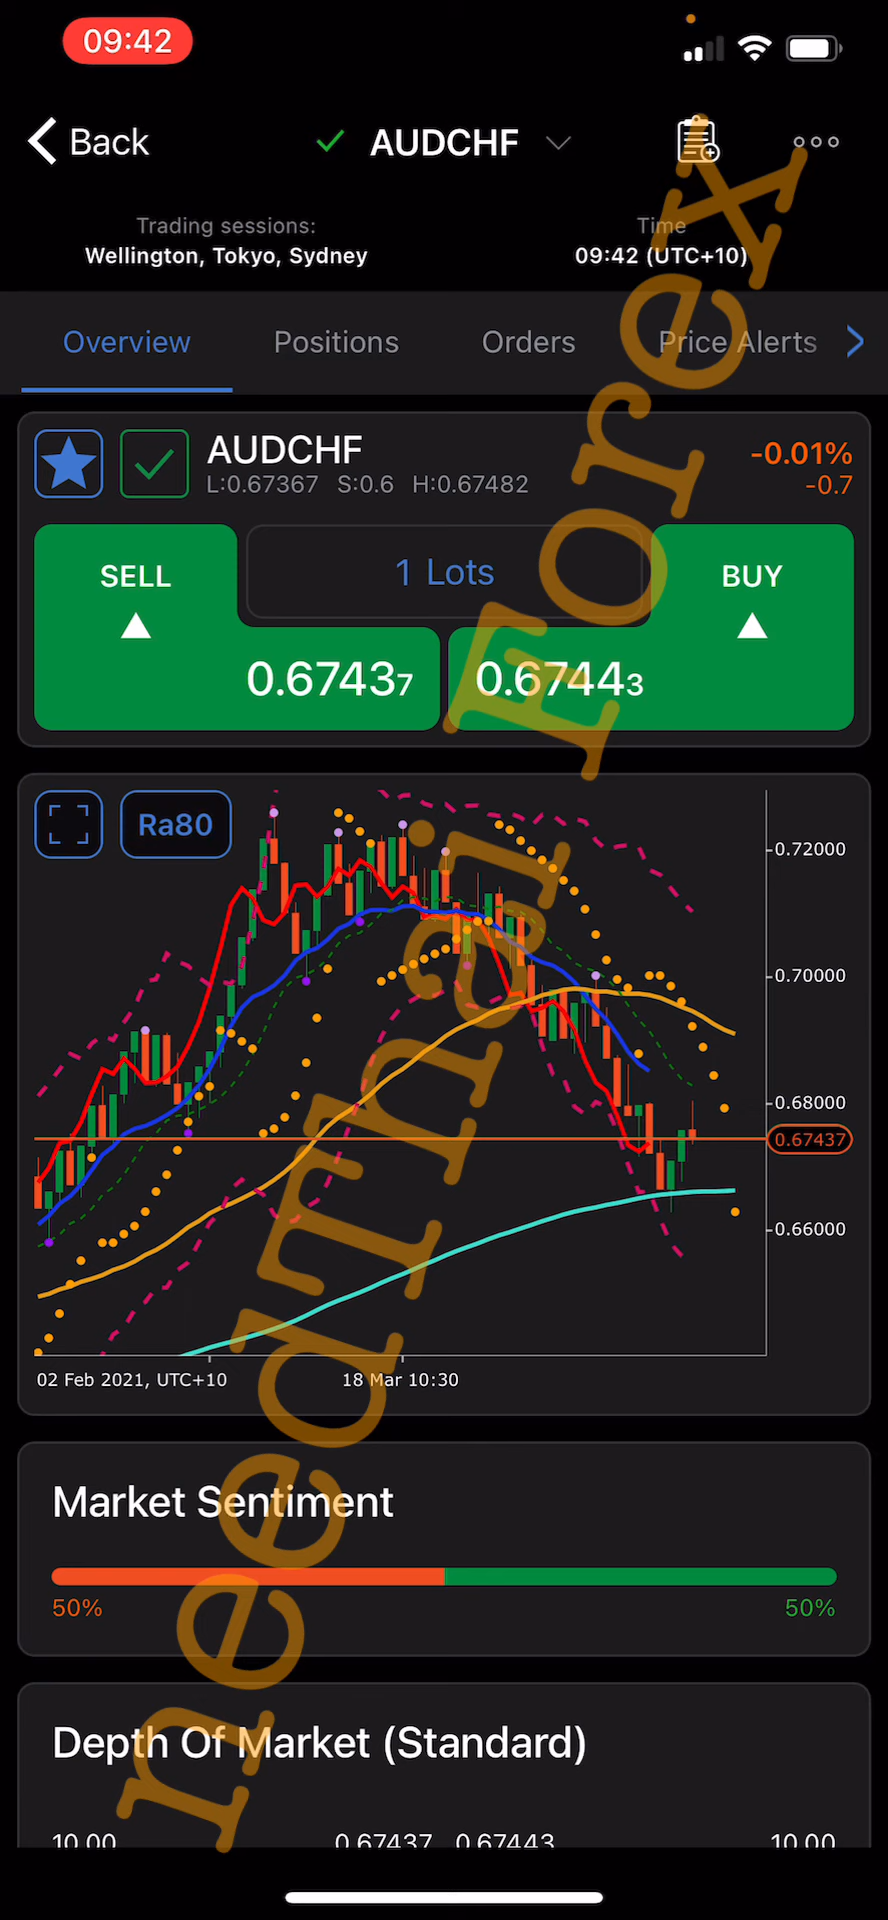 09:42
Back AUDCHF
Trading sessions: Time
Wellington, Tokyo, Sydney 09:42 (UTC+10)
Overview Positions Orders Price Alerts
AUDCHF -0.01%
L:0.67367 S:0.6 H:0.67482 -0.7
SELL 1 Lots BUY
0.67437 0.67443
Ra80
0.72000
0.70000
0.68000
0.67437
0.66000
02 Feb 2021, UTC+10 18 Mar 10:30
Market Sentiment
50% 50%
Depth Of Market (Standard)
10.00 0.67437 0.67443 10.00
needThai Forex